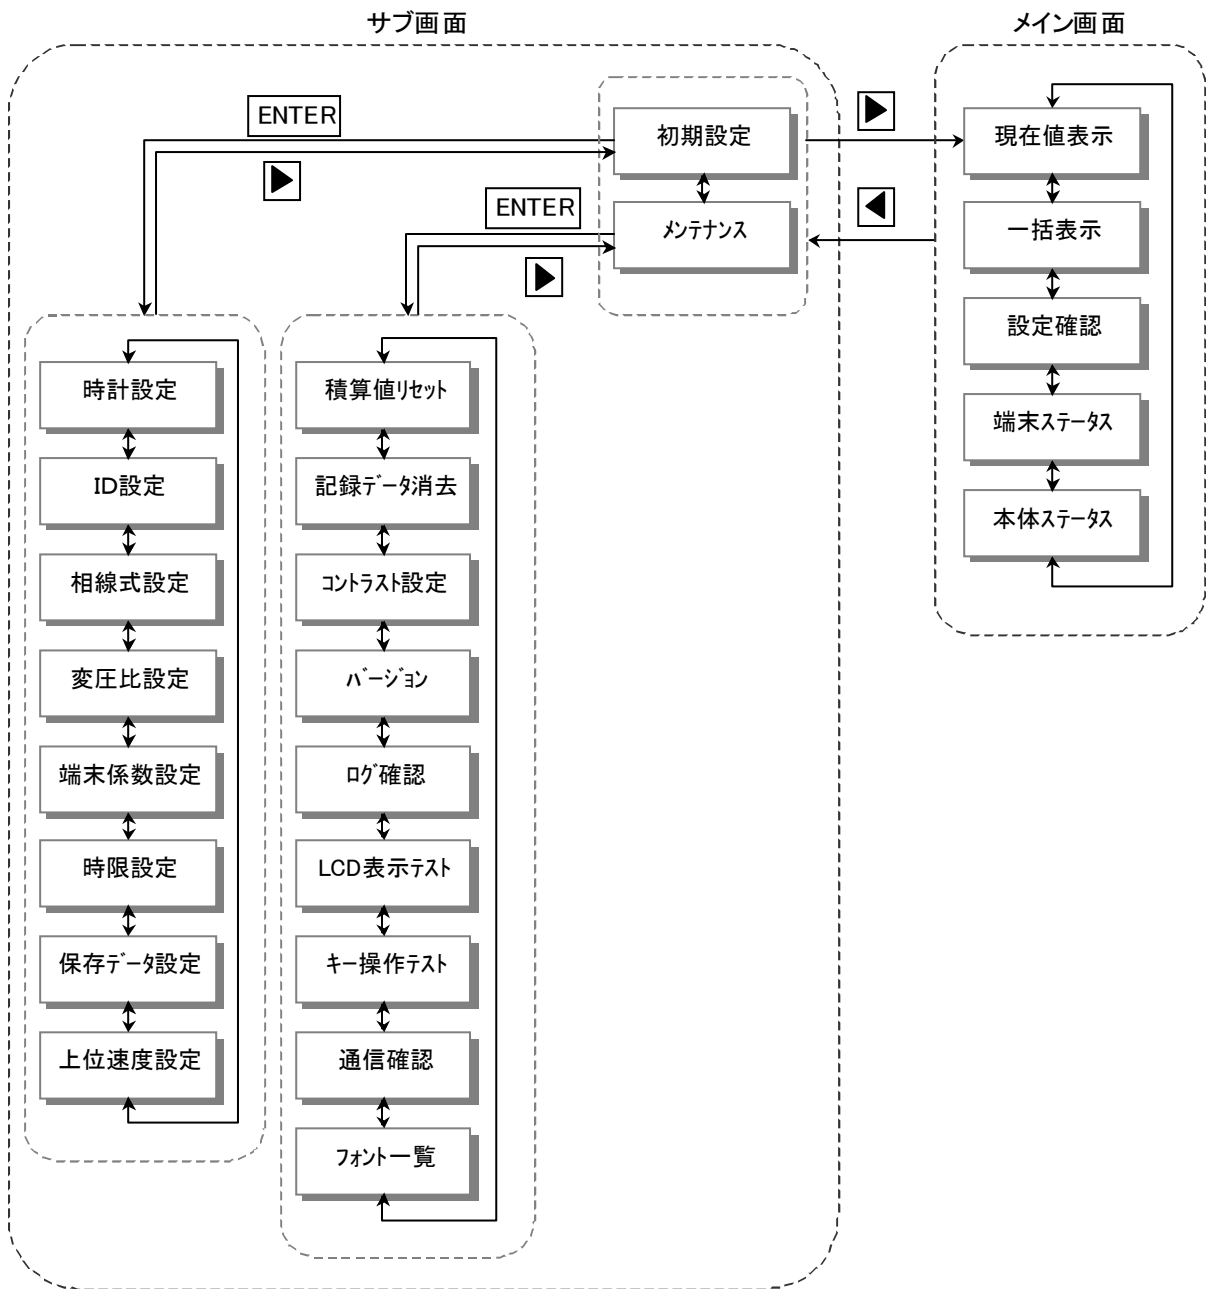 サブ画面
メイン画面
ENTER
初期設定
ENTER
メンテナンス
時計設定
ID設定
相線式設定
変圧比設定
端末係数設定
時限設定
保存データ設定
上位速度設定
積算値リセット
記録データ消去
コントラスト設定
バージョン
ログ確認
LCD表示テスト
キー操作テスト
通信確認
フォント一覧
現在値表示
一括表示
設定確認
端末ステータス
本体ステータス